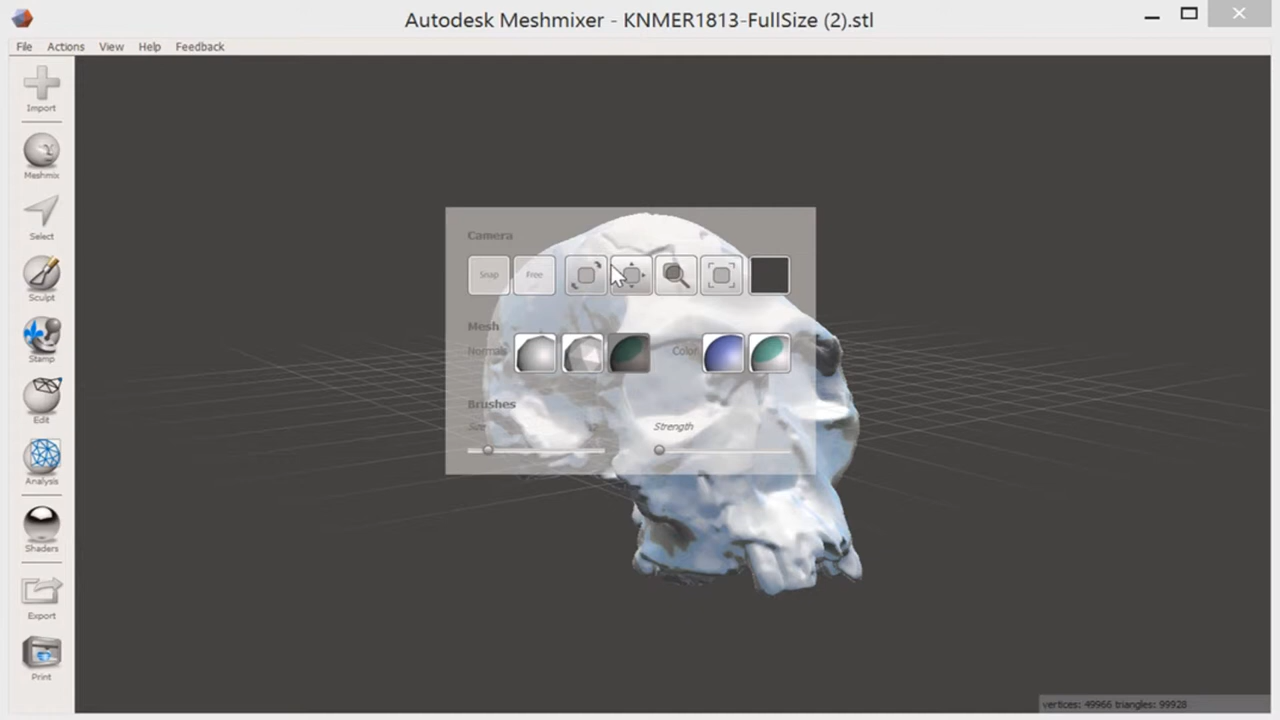 Autodesk Meshmixer - KNMER1813-FullSize (2).stl
File Actions View Help Feedback
Import
Meshmix
Select
Sculpt
Stamp
Edit
Analysis
Shaders
Export
Print
Camera
Snap Free
Mesh
Normals Color
Brushes
Size Strength
vertices: 49966 triangles: 99928